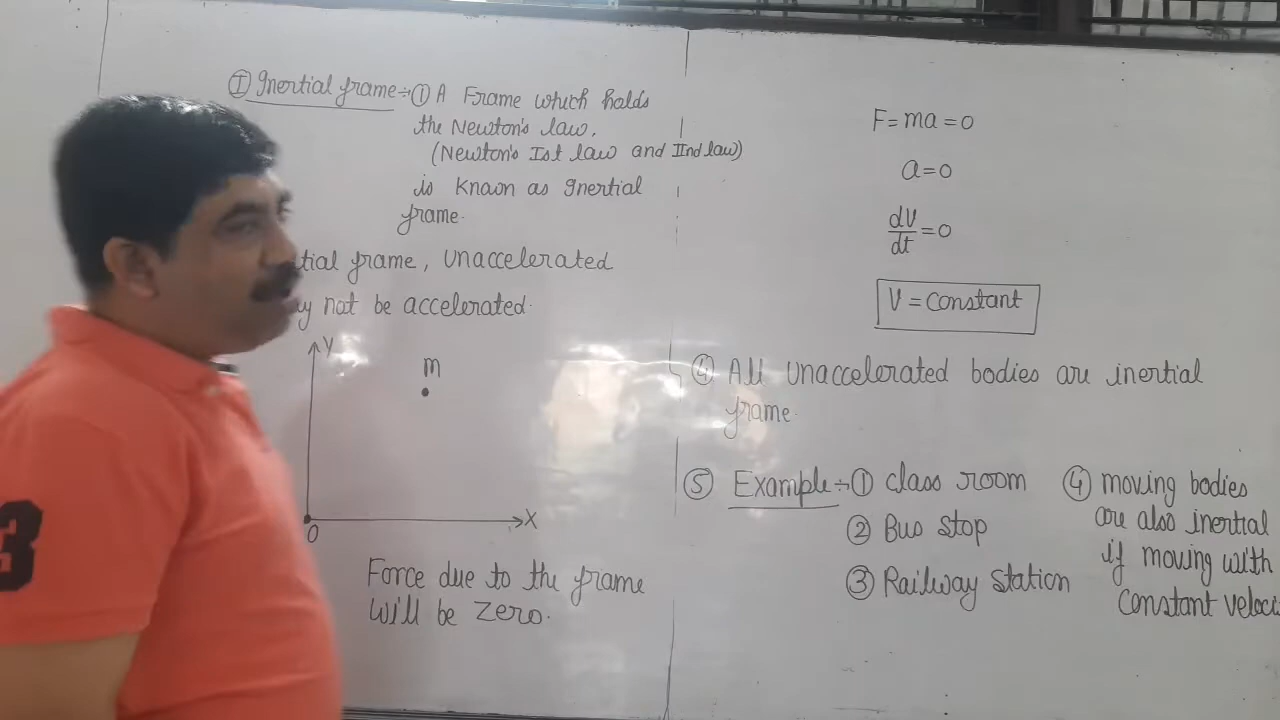 Ⓘ Inertial frame÷① A Frame which holds
the Newton's law.
(Newton's Ist law and IInd law)
is known as Inertial
frame.
frame, Unaccelerated
not be accelerated.
Y
m
X
O
Force due to the frame
will be zero.
F=ma=0
a=0
dV/dt=0
V=constant
④ All Unaccelerated bodies are inertial
frame.
⑤ Example÷① class room
② Bus stop
③ Railway station
④ moving bodies
are also inertial
if moving with
constant
3